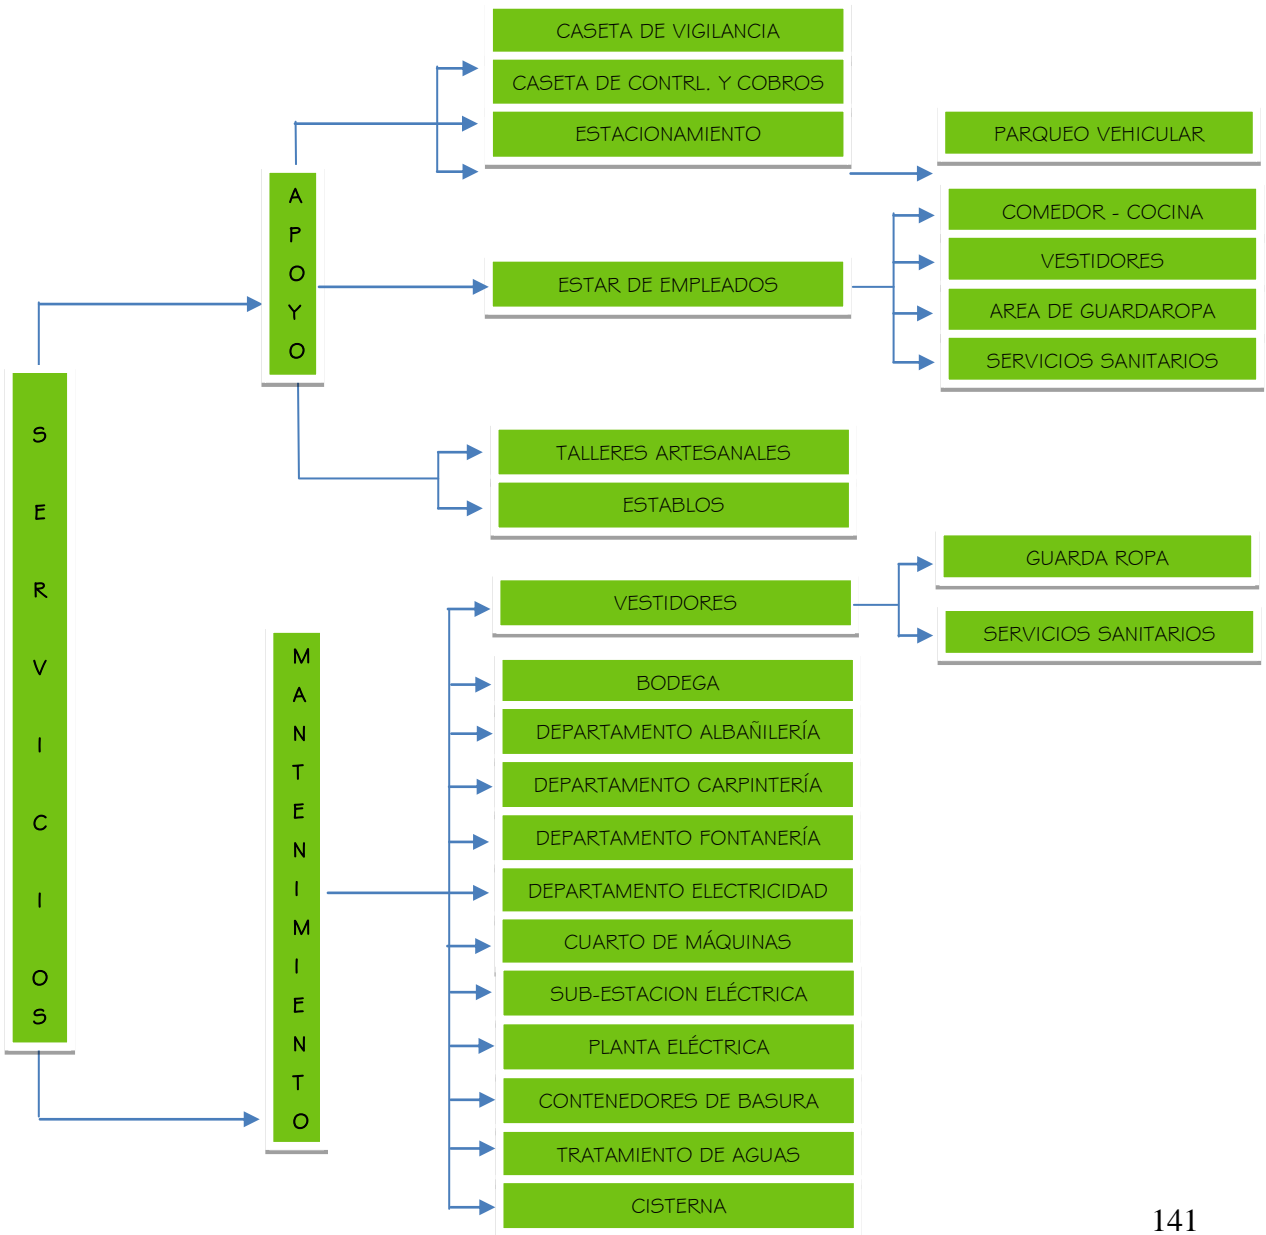 SERVICIOS
APOYO
CASETA DE VIGILANCIA
CASETA DE CONTRL. Y COBROS
ESTACIONAMIENTO
PARQUEO VEHICULAR
ESTAR DE EMPLEADOS
COMEDOR - COCINA
VESTIDORES
AREA DE GUARDAROPA
SERVICIOS SANITARIOS
TALLERES ARTESANALES
ESTABLOS
MANTENIMIENTO
VESTIDORES
GUARDA ROPA
SERVICIOS SANITARIOS
BODEGA
DEPARTAMENTO ALBAÑILERÍA
DEPARTAMENTO CARPINTERÍA
DEPARTAMENTO FONTANERÍA
DEPARTAMENTO ELECTRICIDAD
CUARTO DE MÁQUINAS
SUB-ESTACION ELÉCTRICA
PLANTA ELÉCTRICA
CONTENEDORES DE BASURA
TRATAMIENTO DE AGUAS
CISTERNA
141